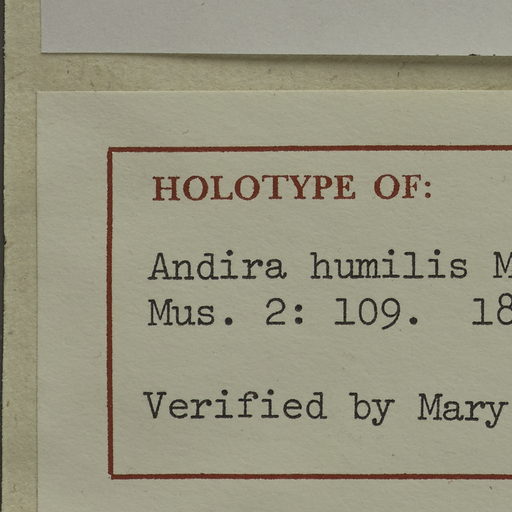 HOLOTYPE OF:
Andira humilis M
Mus. 2: 109. 18
Verified by Mary